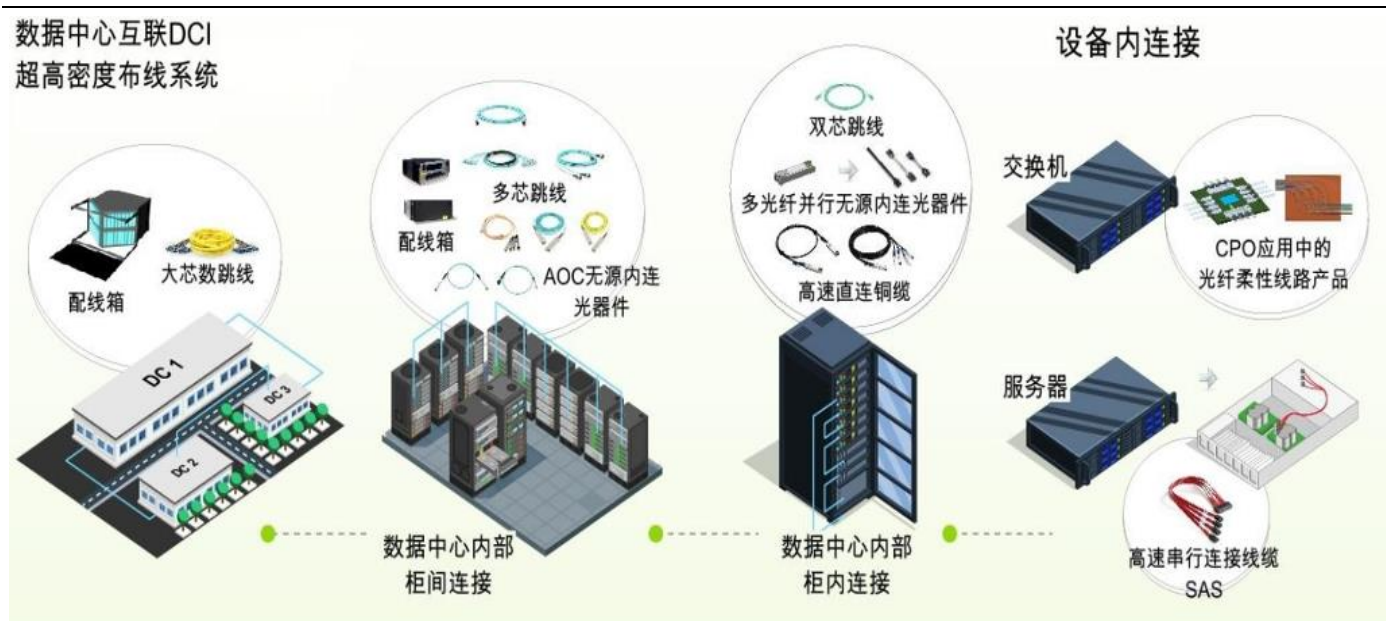 数据中心互联DCI
超高密度布线系统
配线箱
大芯数跳线
DC 1
DC 2
DC 3
多芯跳线
配线箱
AOC无源内连
光器件
数据中心内部
柜间连接
双芯跳线
多光纤并行无源内连光器件
高速直连铜缆
数据中心内部
柜内连接
设备内连接
交换机
CPO应用中的
光纤柔性线路产品
服务器
高速串行连接线缆
SAS